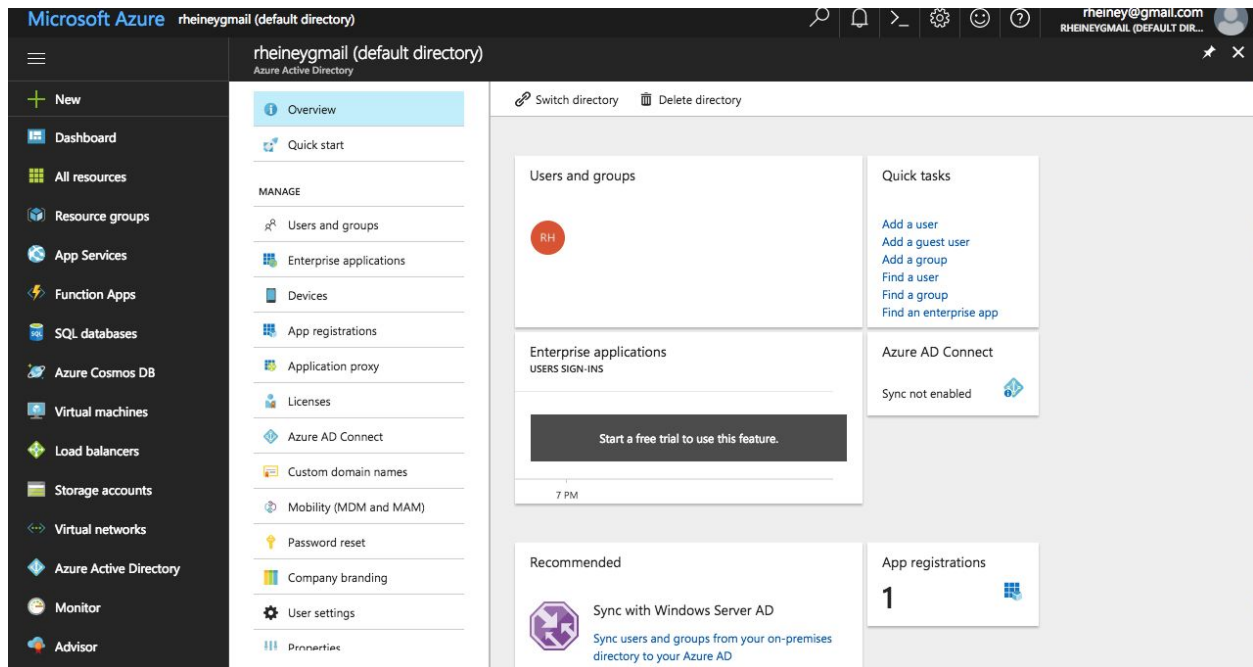 Microsoft Azure rheineygmail (default directory)
rheiney@gmail.com
RHEINEYGMAIL (DEFAULT DIR...
rheineygmail (default directory)
Azure Active Directory
New
Dashboard
All resources
Resource groups
App Services
Function Apps
SQL databases
Azure Cosmos DB
Virtual machines
Load balancers
Storage accounts
Virtual networks
Azure Active Directory
Monitor
Advisor
Overview
Quick start
MANAGE
Users and groups
Enterprise applications
Devices
App registrations
Application proxy
Licenses
Azure AD Connect
Custom domain names
Mobility (MDM and MAM)
Password reset
Company branding
User settings
Properties
Switch directory Delete directory
Users and groups
RH
Quick tasks
Add a user
Add a guest user
Add a group
Find a user
Find a group
Find an enterprise app
Enterprise applications
USERS SIGN-INS
Start a free trial to use this feature.
7 PM
Azure AD Connect
Sync not enabled
Recommended
Sync with Windows Server AD
Sync users and groups from your on-premises
directory to your Azure AD
App registrations
1